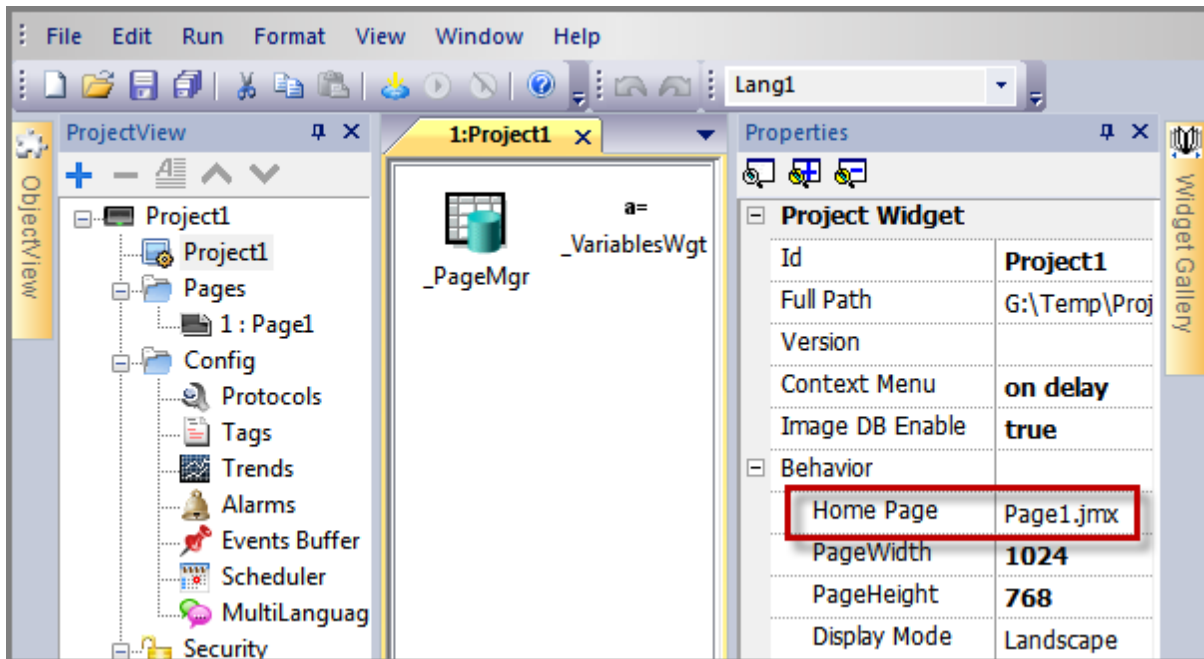 File Edit Run Format View Window Help
Lang1
ObjectView
ProjectView
Project1
Project1
Pages
1 : Page1
Config
Protocols
Tags
Trends
Alarms
Events Buffer
Scheduler
MultiLanguag
Security
1:Project1
_PageMgr
a=
_VariablesWgt
Properties
Project Widget
Id Project1
Full Path G:\Temp\Proj
Version
Context Menu on delay
Image DB Enable true
Behavior
Home Page Page1.jmx
PageWidth 1024
PageHeight 768
Display Mode Landscape
Widget Gallery